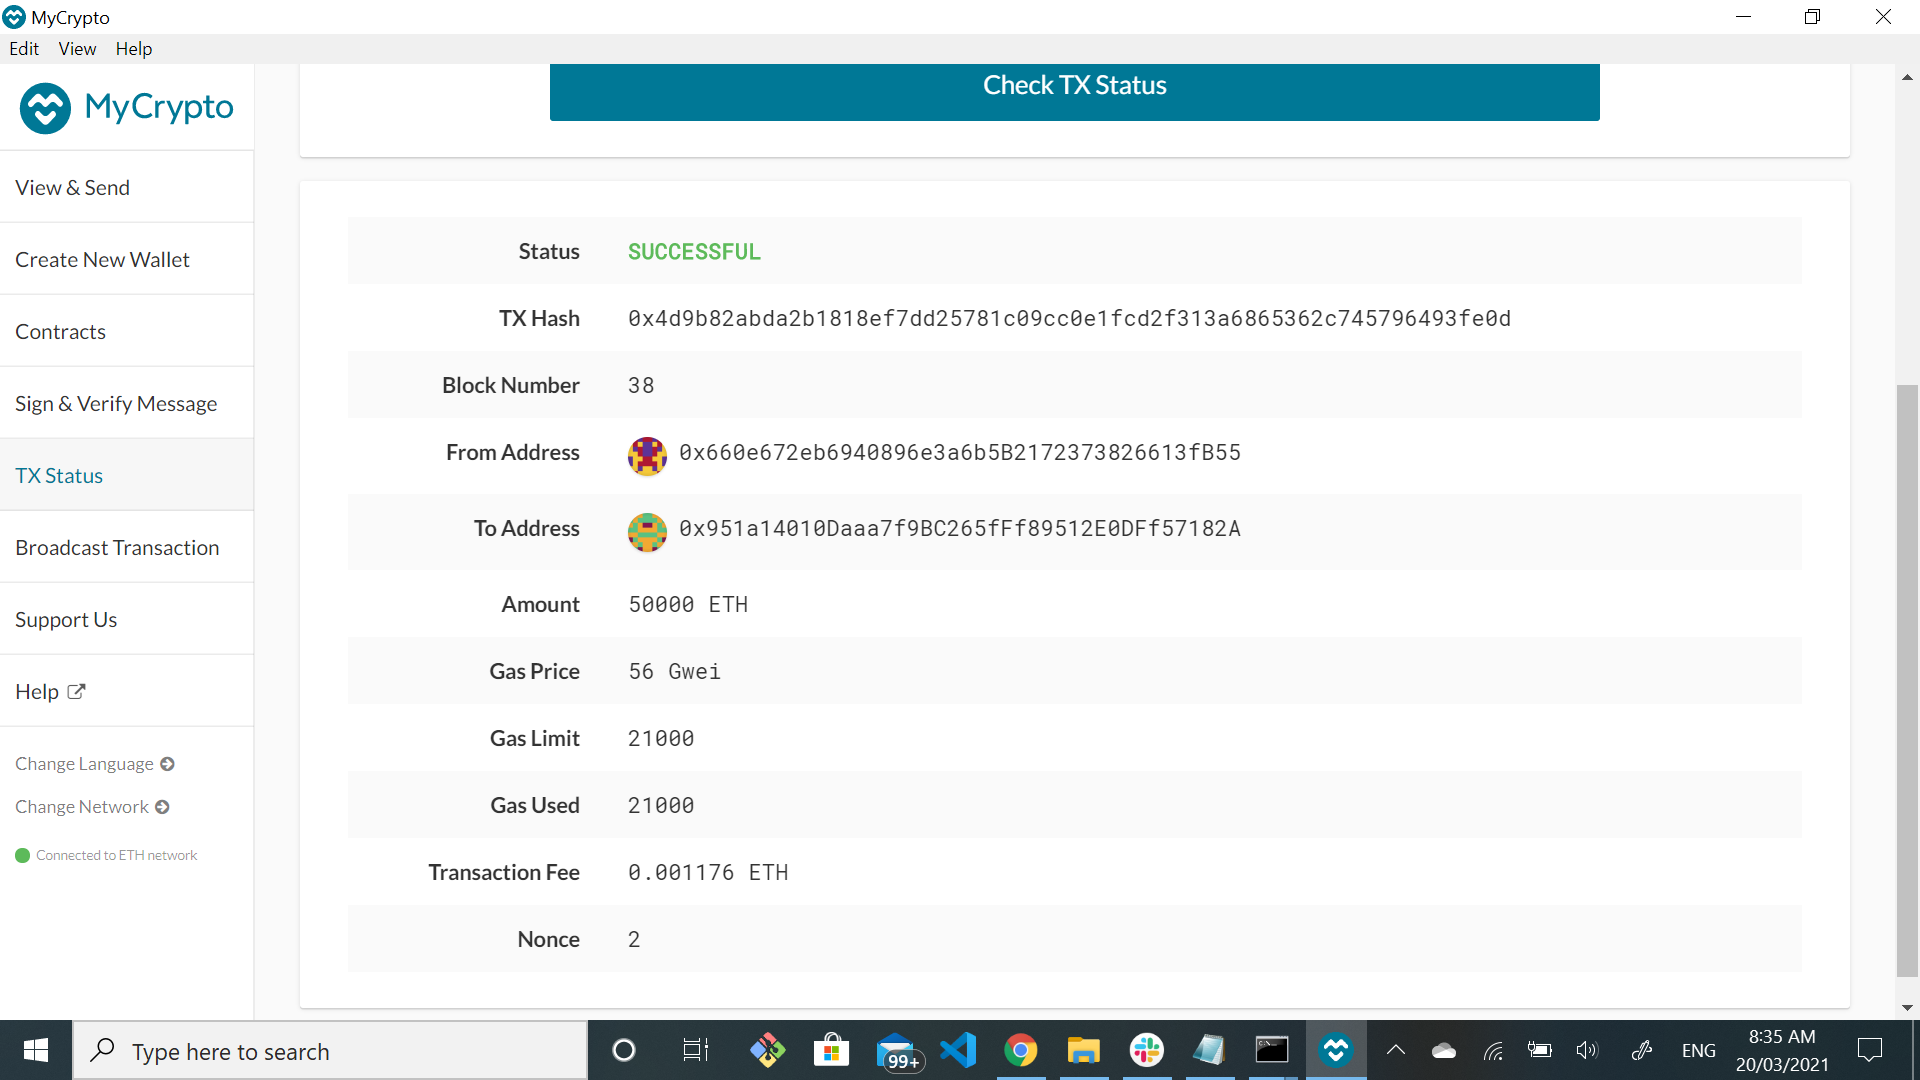 MyCrypto
Edit View Help
MyCrypto
Check TX Status
View & Send
Create New Wallet
Contracts
Sign & Verify Message
TX Status
Broadcast Transaction
Support Us
Help
Change Language
Change Network
Connected to ETH network
Status SUCCESSFUL
TX Hash 0x4d9b82abda2b1818ef7dd25781c09cc0e1fcd2f313a6865362c745796493fe0d
Block Number 38
From Address 0x660e672eb6940896e3a6b5B2172373826613fB55
To Address 0x951a14010Daaa7f9BC265fFf89512E0DFf57182A
Amount 50000 ETH
Gas Price 56 Gwei
Gas Limit 21000
Gas Used 21000
Transaction Fee 0.001176 ETH
Nonce 2
Type here to search
99+
ENG
8:35 AM
20/03/2021